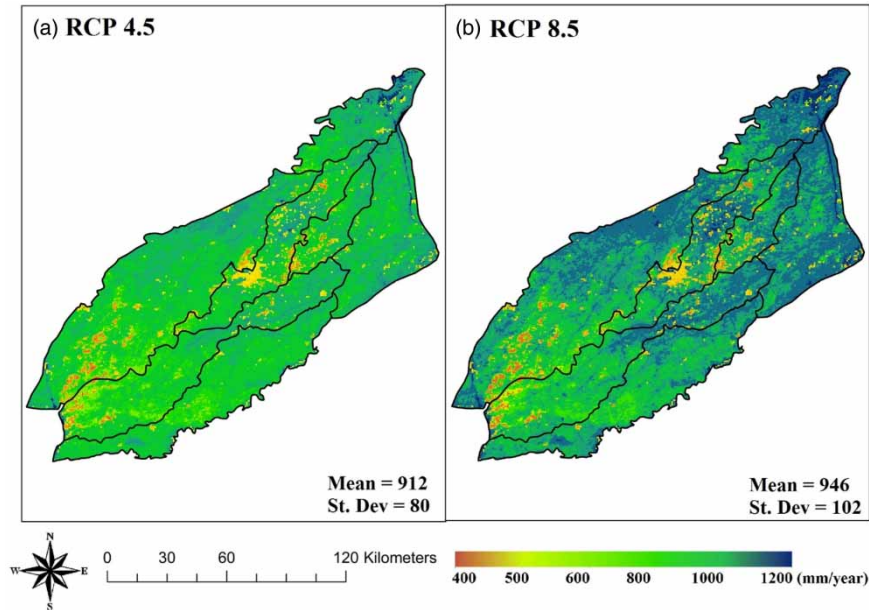 (a) RCP 4.5
(b) RCP 8.5
Mean = 912
St. Dev = 80
Mean = 946
St. Dev = 102
N
W E
S
0 30 60 120 Kilometers
400 500 600 800 1000 1200 (mm/year)